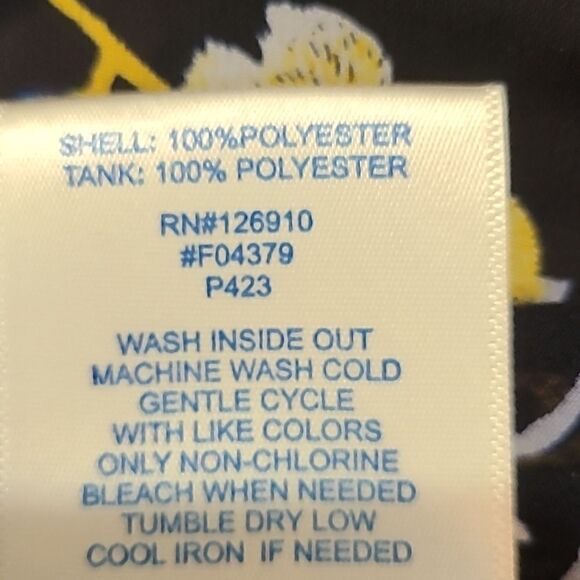 SHELL: 100%POLYESTER
TANK: 100% POLYESTER
RN#126910
#F04379
P423
WASH INSIDE OUT
MACHINE WASH COLD
GENTLE CYCLE
WITH LIKE COLORS
ONLY NON-CHLORINE
BLEACH WHEN NEEDED
TUMBLE DRY LOW
COOL IRON IF NEEDED